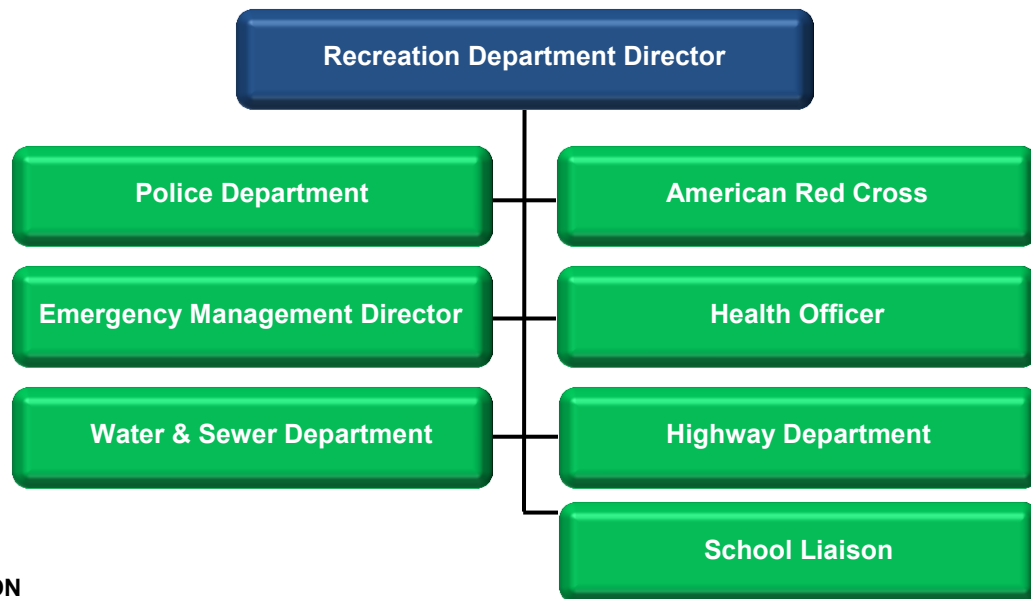 Recreation Department Director
Police Department
American Red Cross
Emergency Management Director
Health Officer
Water & Sewer Department
Highway Department
School Liaison